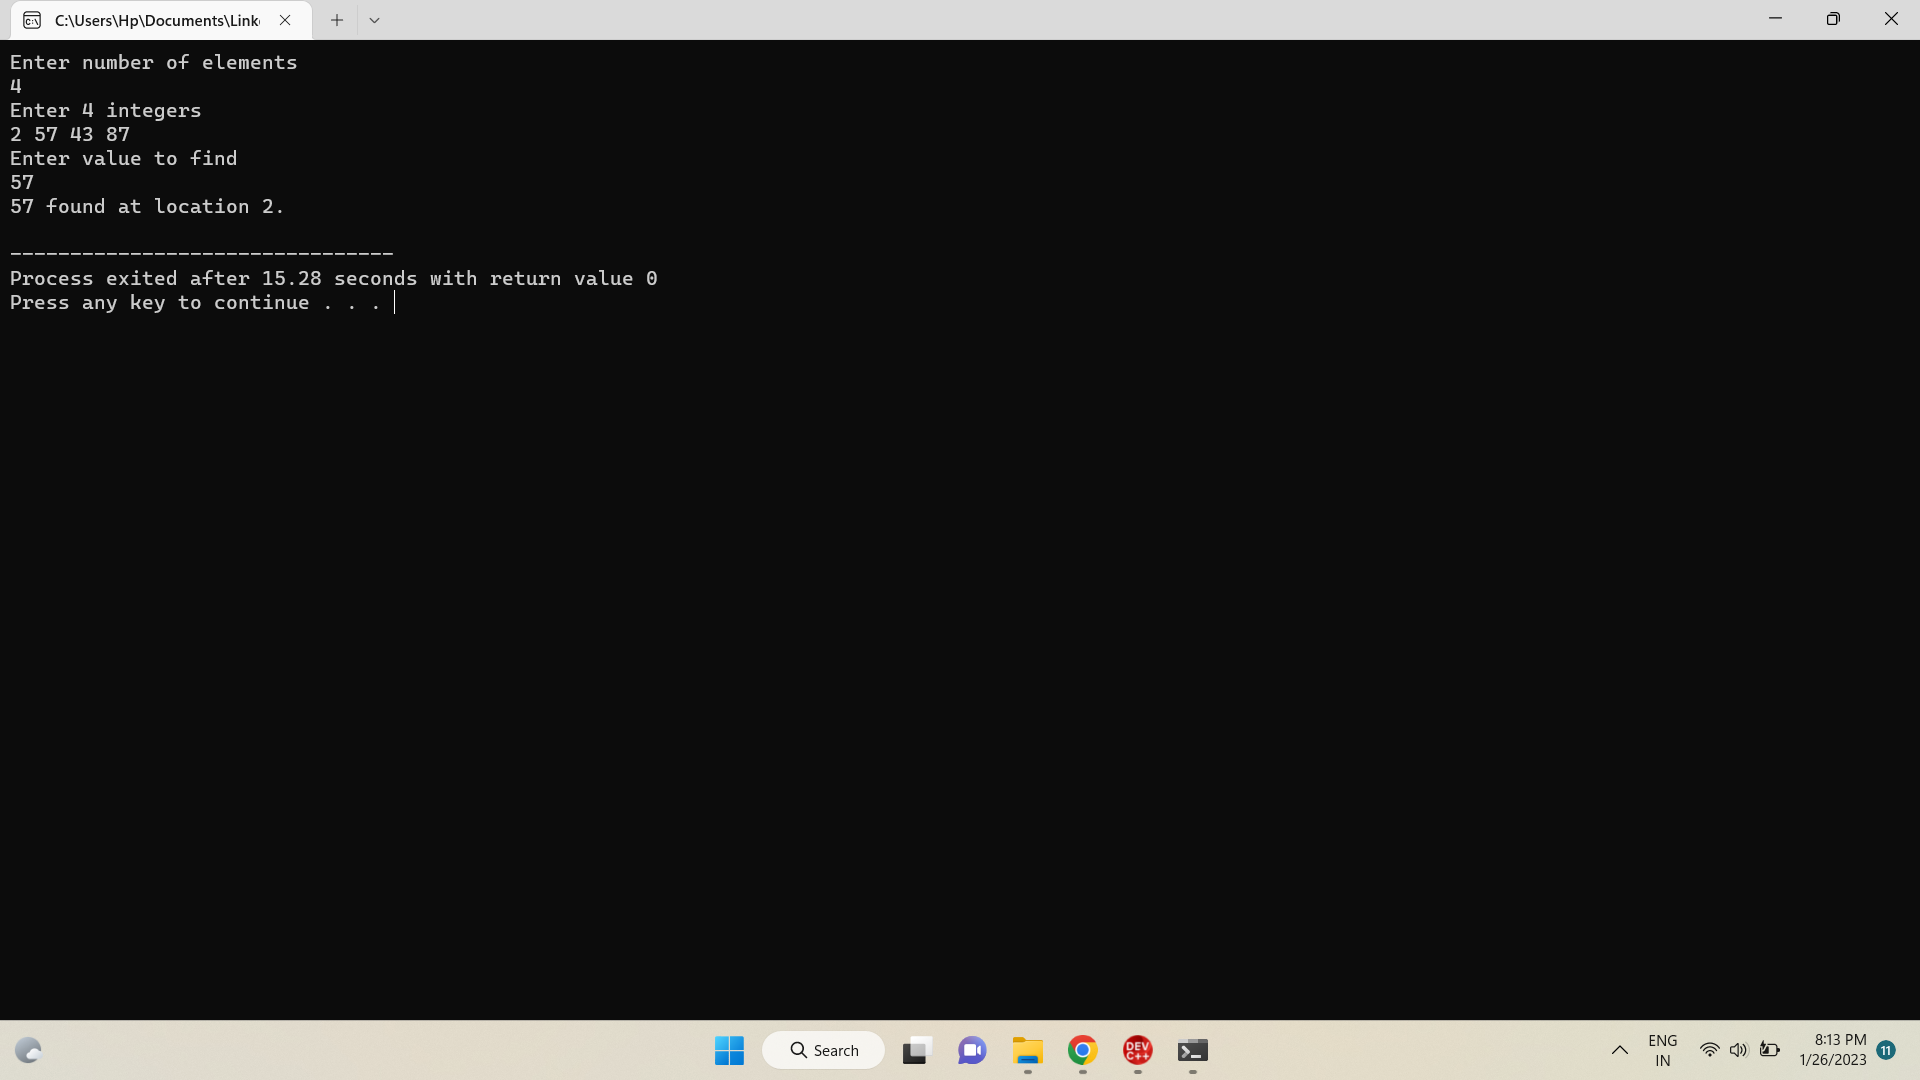 C:\Users\Hp\Documents\Link
Enter number of elements
4
Enter 4 integers
2 57 43 87
Enter value to find
57
57 found at location 2.
--------------------------------
Process exited after 15.28 seconds with return value 0
Press any key to continue . . .
Search
DEV
C++
ENG
IN
8:13 PM
1/26/2023
11